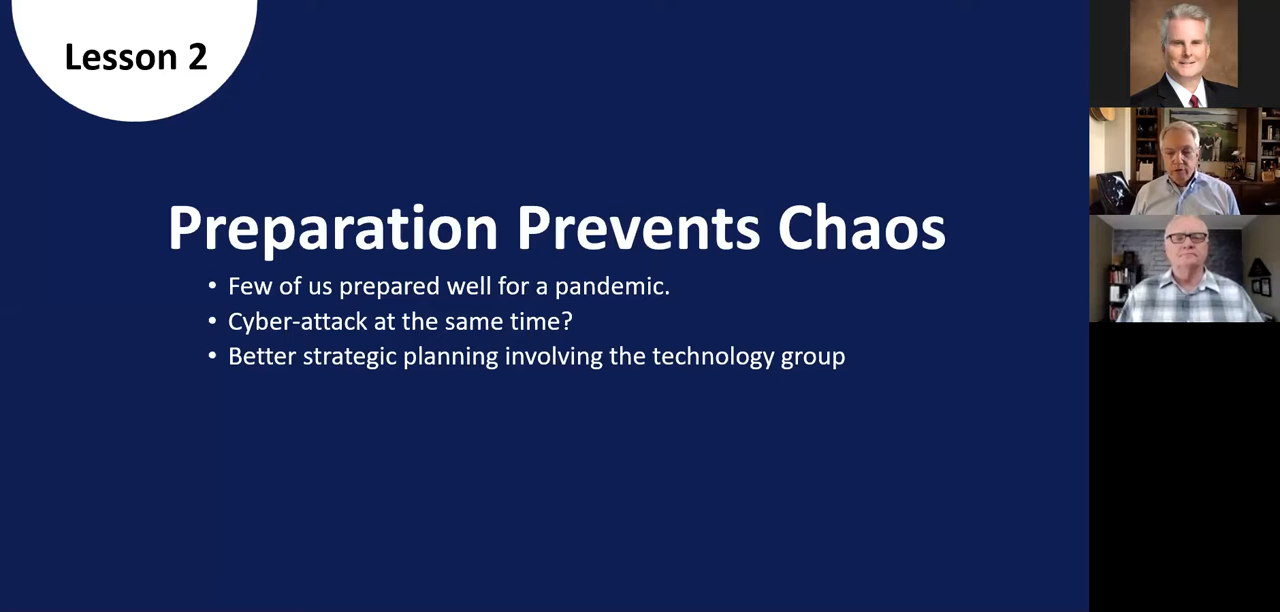 Lesson 2
Preparation Prevents Chaos
• Few of us prepared well for a pandemic.
• Cyber-attack at the same time?
• Better strategic planning involving the technology group